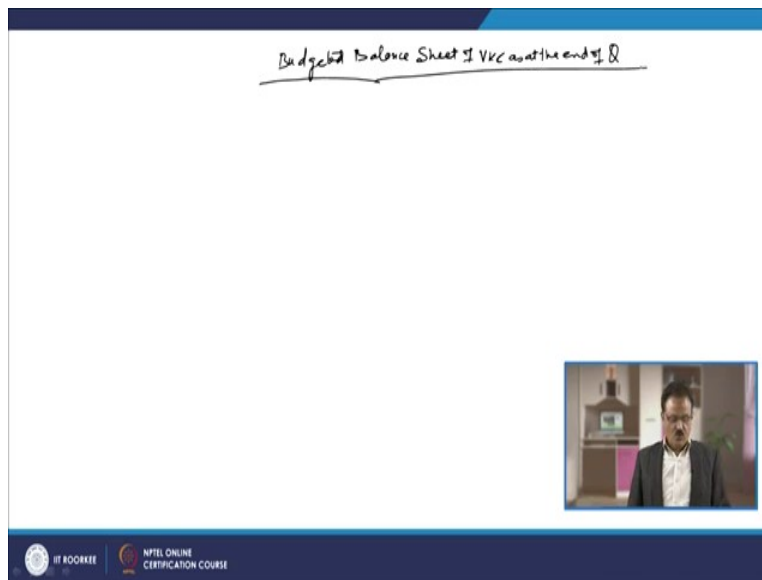 Budgeted Balance Sheet of VKC as at the end of Q
IIT ROORKEE
NPTEL ONLINE
CERTIFICATION COURSE